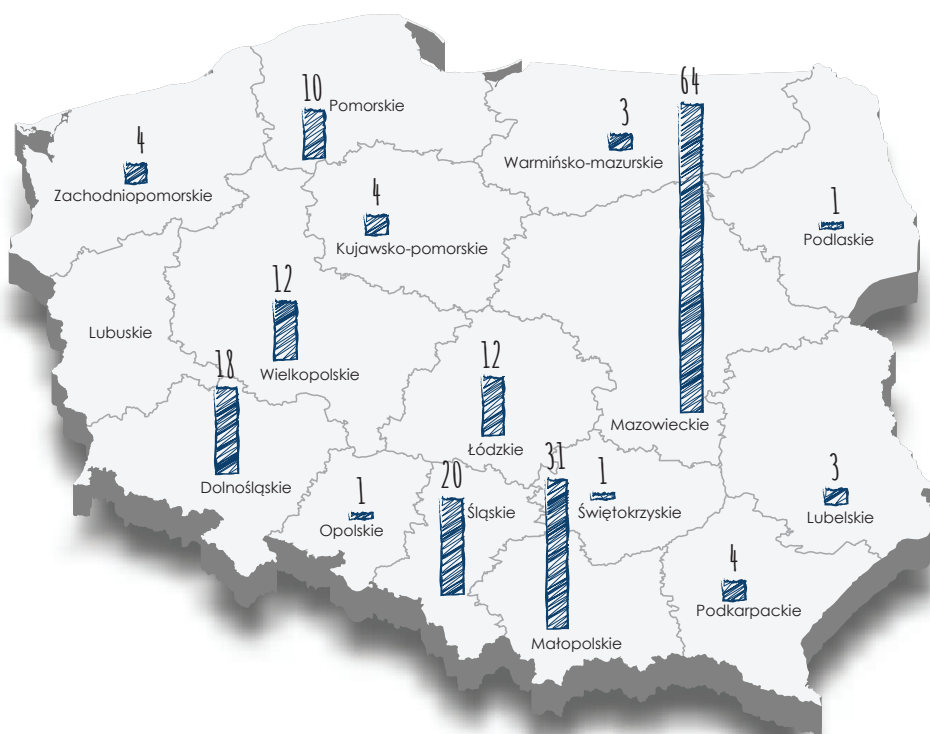 64
10
Pomorskie
3
Warmińsko-mazurskie
4
Zachodniopomorskie
4
Kujawsko-pomorskie
1
Podlaskie
12
Wielkopolskie
Lubuskie
18
Dolnośląskie
12
Łódzkie
Mazowieckie
31
20
Śląskie
1
Świętokrzyskie
1
Opolskie
3
Lubelskie
4
Podkarpackie
Małopolskie